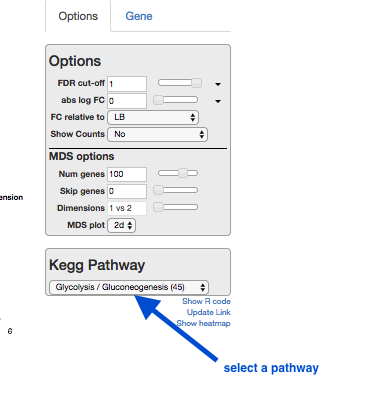 Options Gene
Options
FDR cut-off 1
abs log FC 0
FC relative to LB
Show Counts No
MDS options
Num genes 100
Skip genes 0
Dimensions 1 vs 2
MDS plot 2d
ension
Kegg Pathway
Glycolysis / Gluconeogenesis (45)
Show R code
Update Link
Show heatmap
6
select a pathway